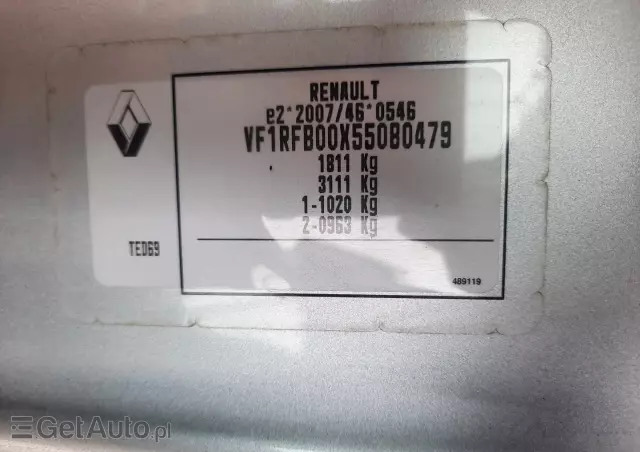 RENAULT
e2*2007/46*0546
VF1RFB00X55080479
1811 Kg
3111 Kg
1-1020 Kg
2-0963 Kg
TED69
489119
GetAuto.pl